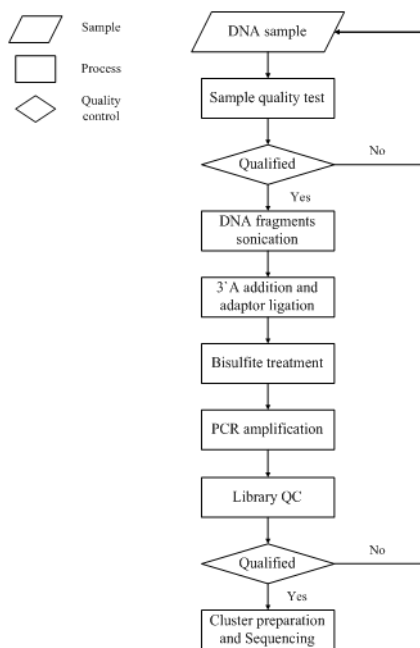 Sample
Process
Quality
control
DNA sample
Sample quality test
Qualified
No
Yes
DNA fragments
sonication
3`A addition and
adaptor ligation
Bisulfite treatment
PCR amplification
Library QC
Qualified
No
Yes
Cluster preparation
and Sequencing